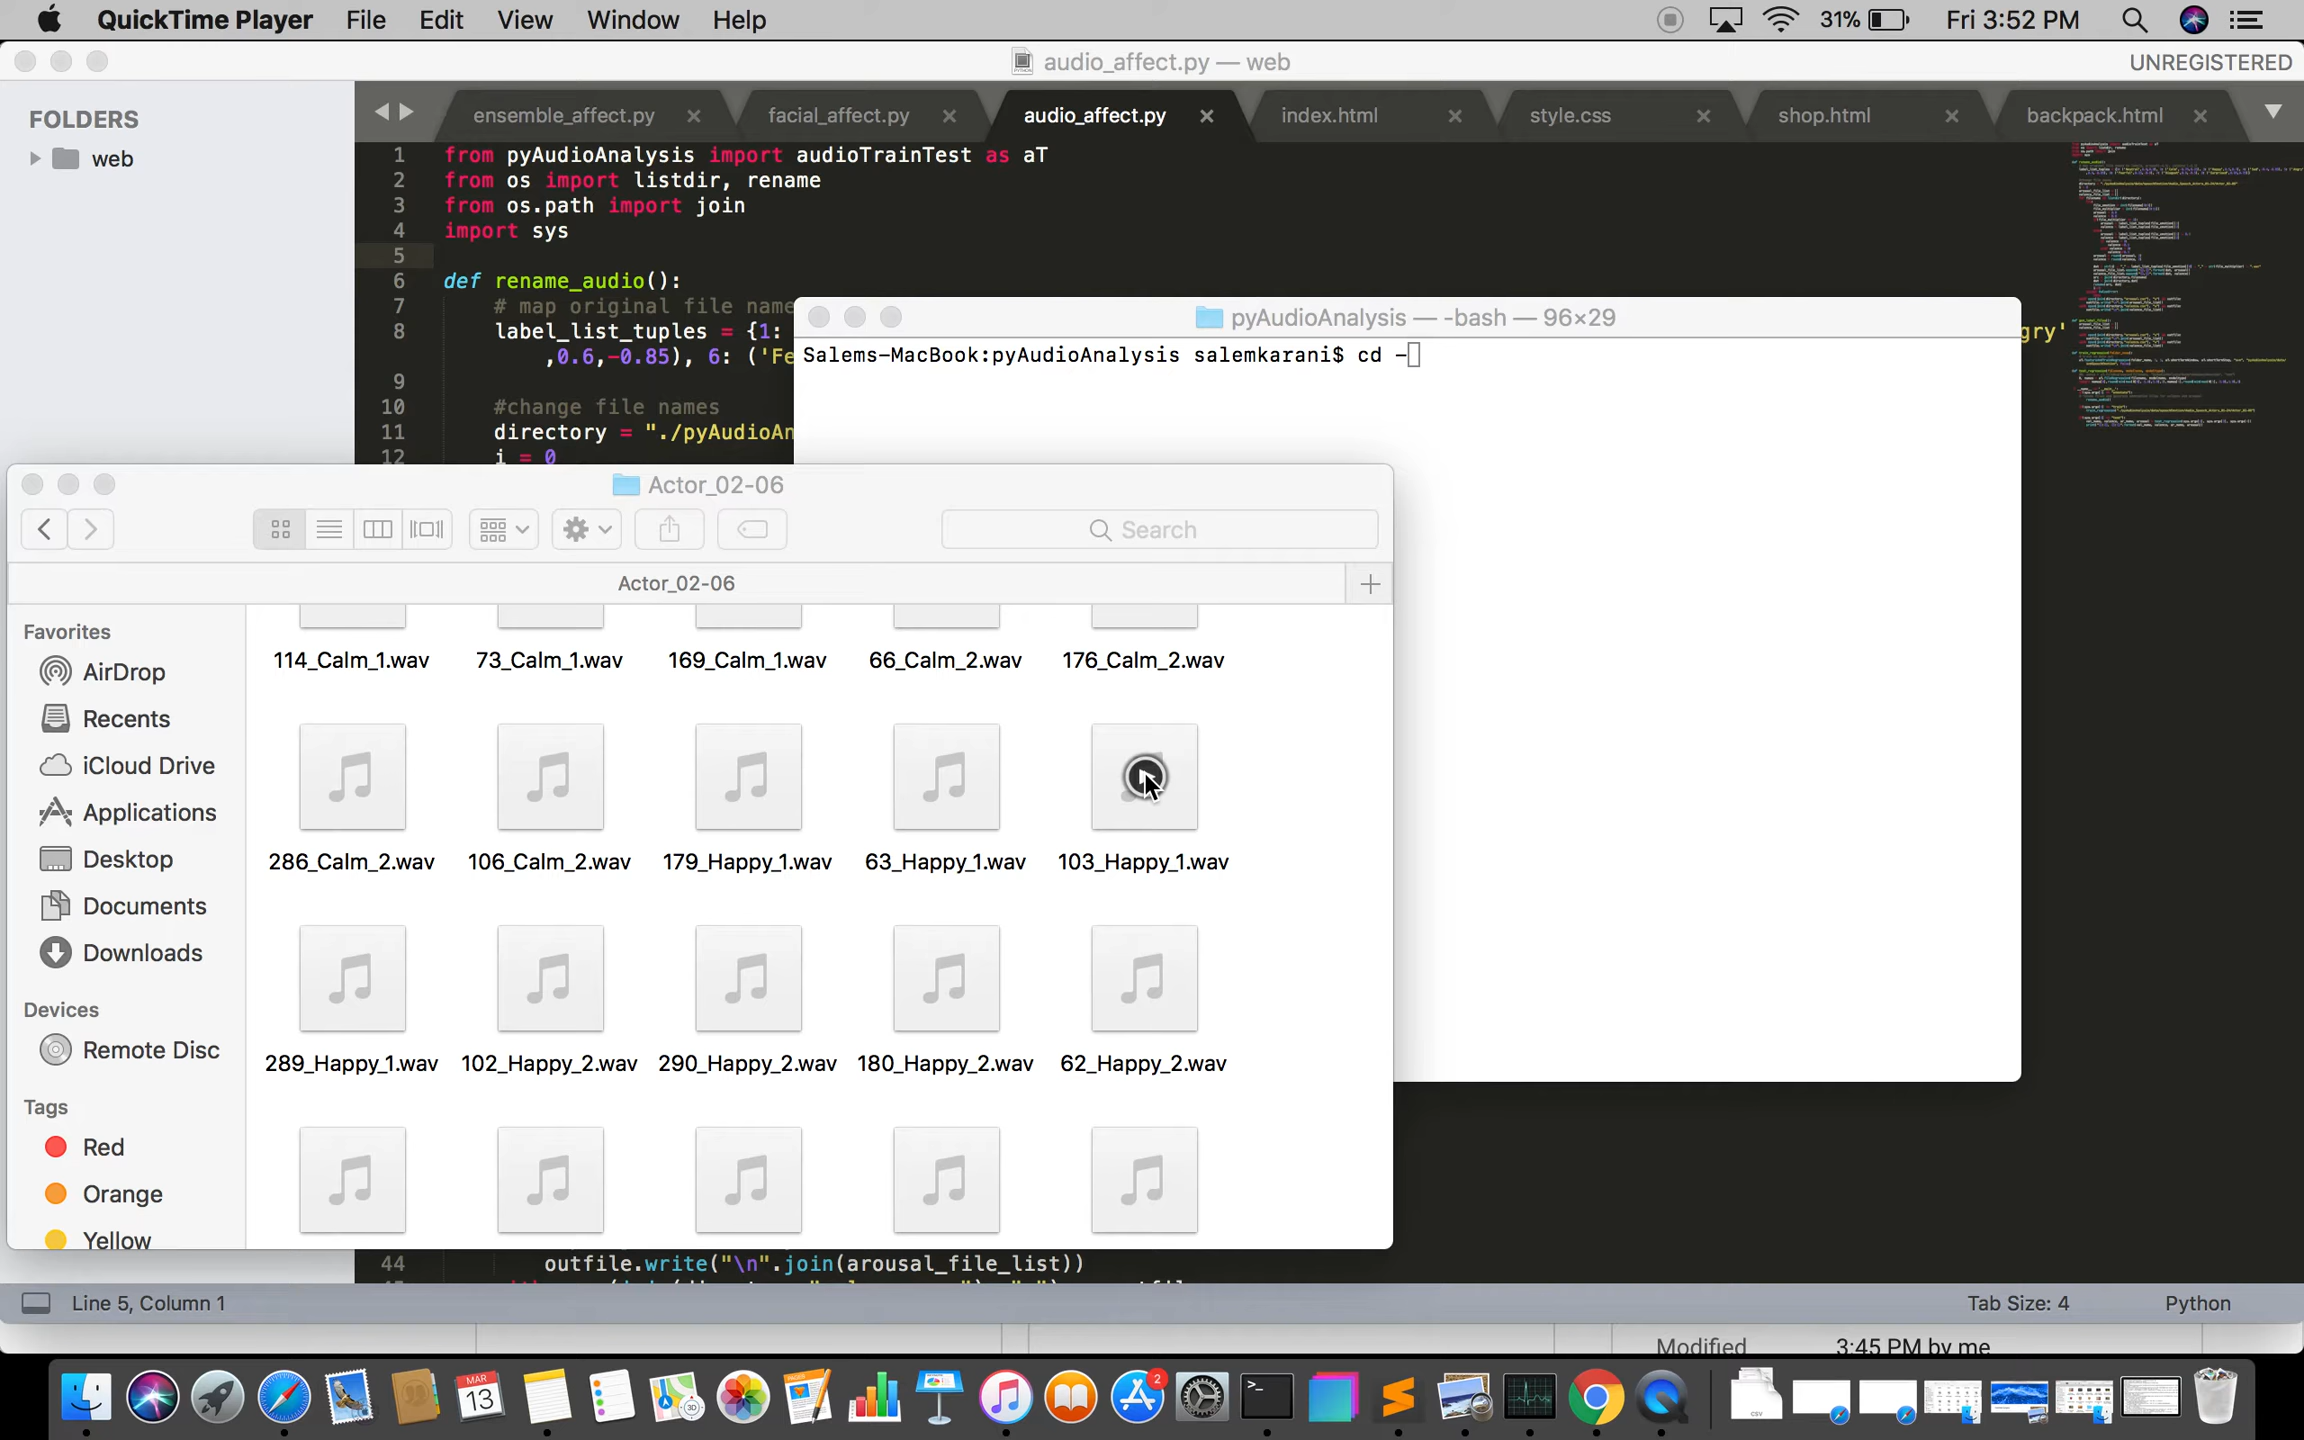 QuickTime Player File Edit View Window Help 31% Fri 3:52 PM
audio_affect.py — web UNREGISTERED
FOLDERS
web
ensemble_affect.py facial_affect.py audio_affect.py index.html style.css shop.html backpack.html
1 from pyAudioAnalysis import audioTrainTest as aT
2 from os import listdir, rename
3 from os.path import join
4 import sys
5
6 def rename_audio():
7 # map original file name
8 label_list_tuples = {1: gry'
,0.6,-0.85), 6: ('Fe
9
10 #change file names
11 directory = "./pyAudioAn
12 i = 0
pyAudioAnalysis — -bash — 96×29
Salems-MacBook:pyAudioAnalysis salemkarani$ cd -
Actor_02-06
Search
Actor_02-06
Favorites
AirDrop
Recents
iCloud Drive
Applications
Desktop
Documents
Downloads
Devices
Remote Disc
Tags
Red
Orange
Yellow
114_Calm_1.wav 73_Calm_1.wav 169_Calm_1.wav 66_Calm_2.wav 176_Calm_2.wav
286_Calm_2.wav 106_Calm_2.wav 179_Happy_1.wav 63_Happy_1.wav 103_Happy_1.wav
289_Happy_1.wav 102_Happy_2.wav 290_Happy_2.wav 180_Happy_2.wav 62_Happy_2.wav
44 outfile.write("\n".join(arousal_file_list))
Line 5, Column 1 Tab Size: 4 Python
Modified 3:45 PM by me
MAR
13
3D
2
>_
CSV